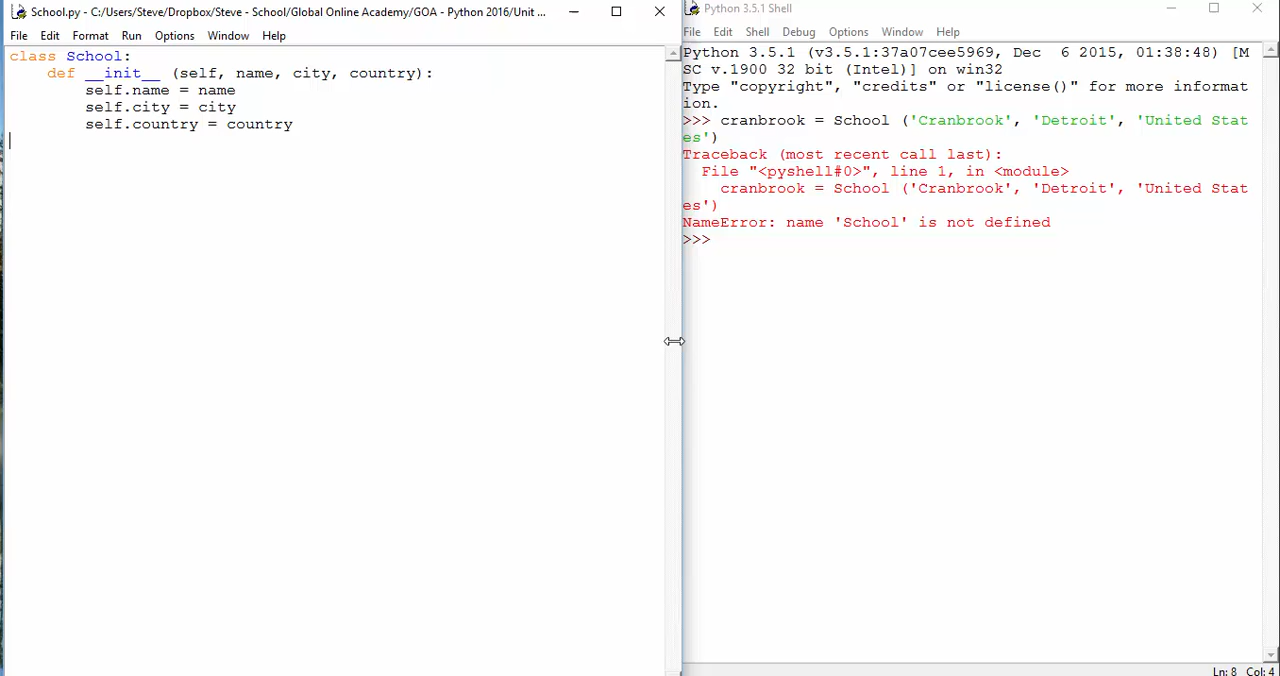 School.py - C:/Users/Steve/Dropbox/Steve - School/Global Online Academy/GOA - Python 2016/Unit ...
File Edit Format Run Options Window Help
class School:
    def __init__ (self, name, city, country):
        self.name = name
        self.city = city
        self.country = country
Python 3.5.1 Shell
File Edit Shell Debug Options Window Help
Python 3.5.1 (v3.5.1:37a07cee5969, Dec  6 2015, 01:38:48) [M
SC v.1900 32 bit (Intel)] on win32
Type "copyright", "credits" or "license()" for more informat
ion.
>>> cranbrook = School ('Cranbrook', 'Detroit', 'United Stat
es')
Traceback (most recent call last):
  File "<pyshell#0>", line 1, in <module>
    cranbrook = School ('Cranbrook', 'Detroit', 'United Stat
es')
NameError: name 'School' is not defined
>>>
Ln: 8 Col: 4